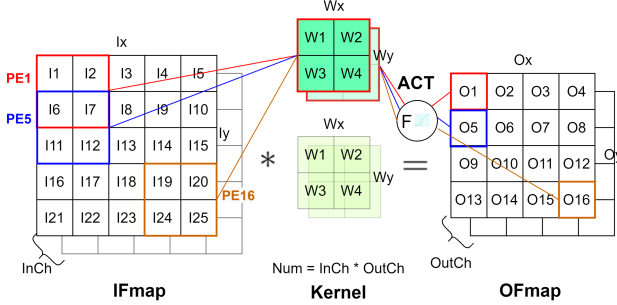 Ix
Wx
W1 W2
W3 W4
Wy
PE1
I1 I2 I3 I4 I5
PE5
I6 I7 I8 I9 I10
Iy
I11 I12 I13 I14 I15
I16 I17 I18 I19 I20
PE16
I21 I22 I23 I24 I25
InCh
IFmap
*
Wx
W1 W2
W3 W4
Wy
Num = InCh * OutCh
Kernel
ACT
F
=
Ox
O1 O2 O3 O4
O5 O6 O7 O8
Oy
O9 O10 O11 O12
O13 O14 O15 O16
OutCh
OFmap